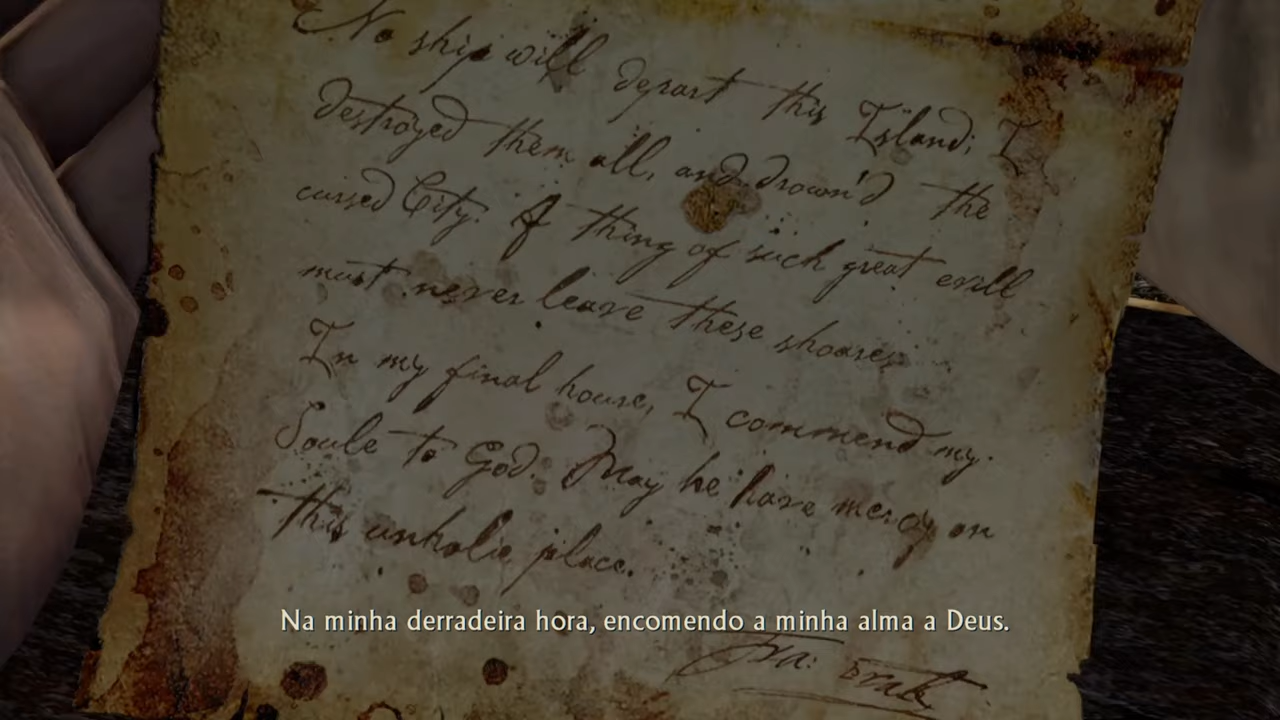 No ship will depart this Island; I
destroyed them all, and drown'd the
cursed City. A thing of such great evill
must never leave these shoares.
In my final houre, I commend my
Soule to God. May he have mercy on
this unholie place.
Na minha derradeira hora, encomendo a minha alma a Deus.
Fra: Drake